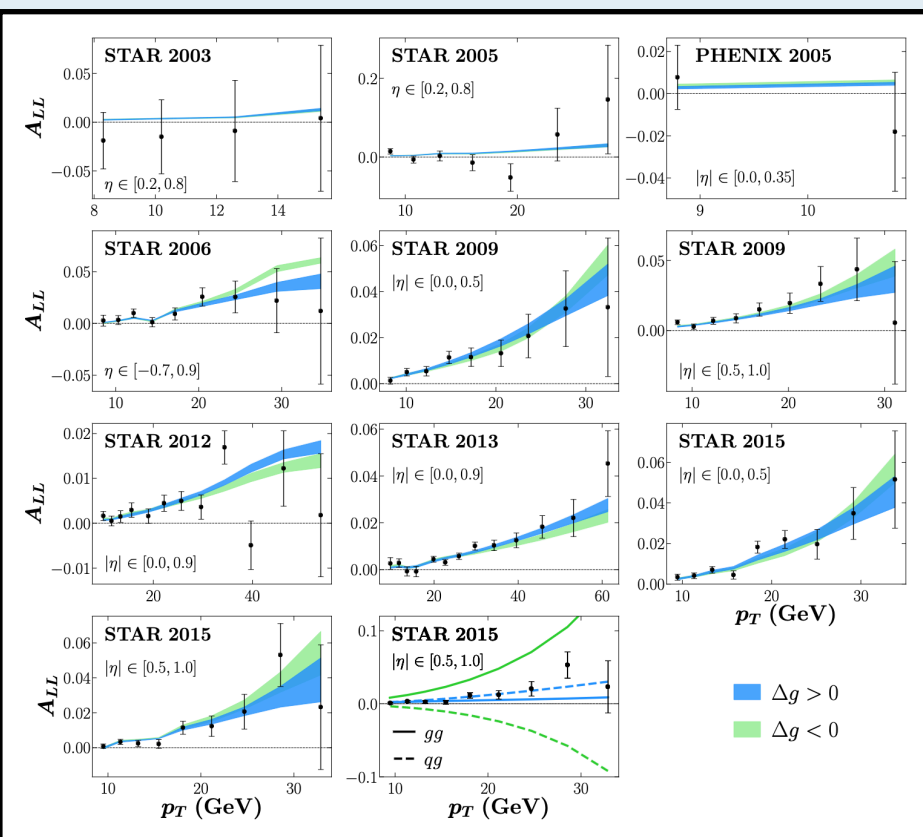 STAR 2003
A_LL
0.05
0.00
−0.05
η ∈ [0.2, 0.8]
8 10 12 14
STAR 2005
η ∈ [0.2, 0.8]
0.2
0.0
10 20
PHENIX 2005
0.02
0.00
−0.02
−0.04
|η| ∈ [0.0, 0.35]
9 10
STAR 2006
A_LL
0.05
0.00
−0.05
η ∈ [−0.7, 0.9]
10 20 30
STAR 2009
|η| ∈ [0.0, 0.5]
0.06
0.04
0.02
0.00
10 20 30
STAR 2009
0.05
0.00
|η| ∈ [0.5, 1.0]
10 20 30
STAR 2012
A_LL
0.02
0.01
0.00
−0.01
|η| ∈ [0.0, 0.9]
20 40
STAR 2013
|η| ∈ [0.0, 0.9]
0.06
0.04
0.02
0.00
20 40 60
STAR 2015
|η| ∈ [0.0, 0.5]
0.06
0.04
0.02
0.00
10 20 30
p_T (GeV)
STAR 2015
|η| ∈ [0.5, 1.0]
A_LL
0.06
0.04
0.02
0.00
10 20 30
p_T (GeV)
STAR 2015
|η| ∈ [0.5, 1.0]
0.1
0.0
−0.1
gg
qg
10 20 30
p_T (GeV)
Δg > 0
Δg < 0